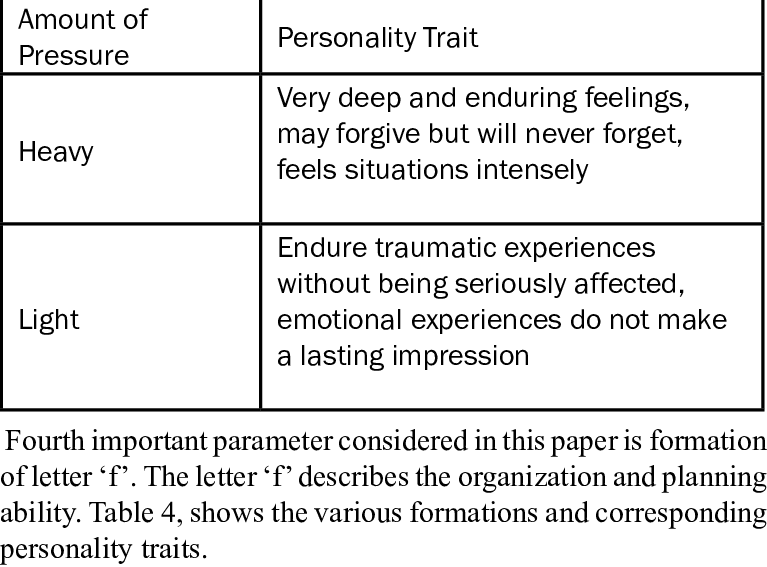 Amount of
Pressure
Personality Trait
Heavy
Very deep and enduring feelings,
may forgive but will never forget,
feels situations intensely
Light
Endure traumatic experiences
without being seriously affected,
emotional experiences do not make
a lasting impression
Fourth important parameter considered in this paper is formation
of letter ‘f’. The letter ‘f’ describes the organization and planning
ability. Table 4, shows the various formations and corresponding
personality traits.